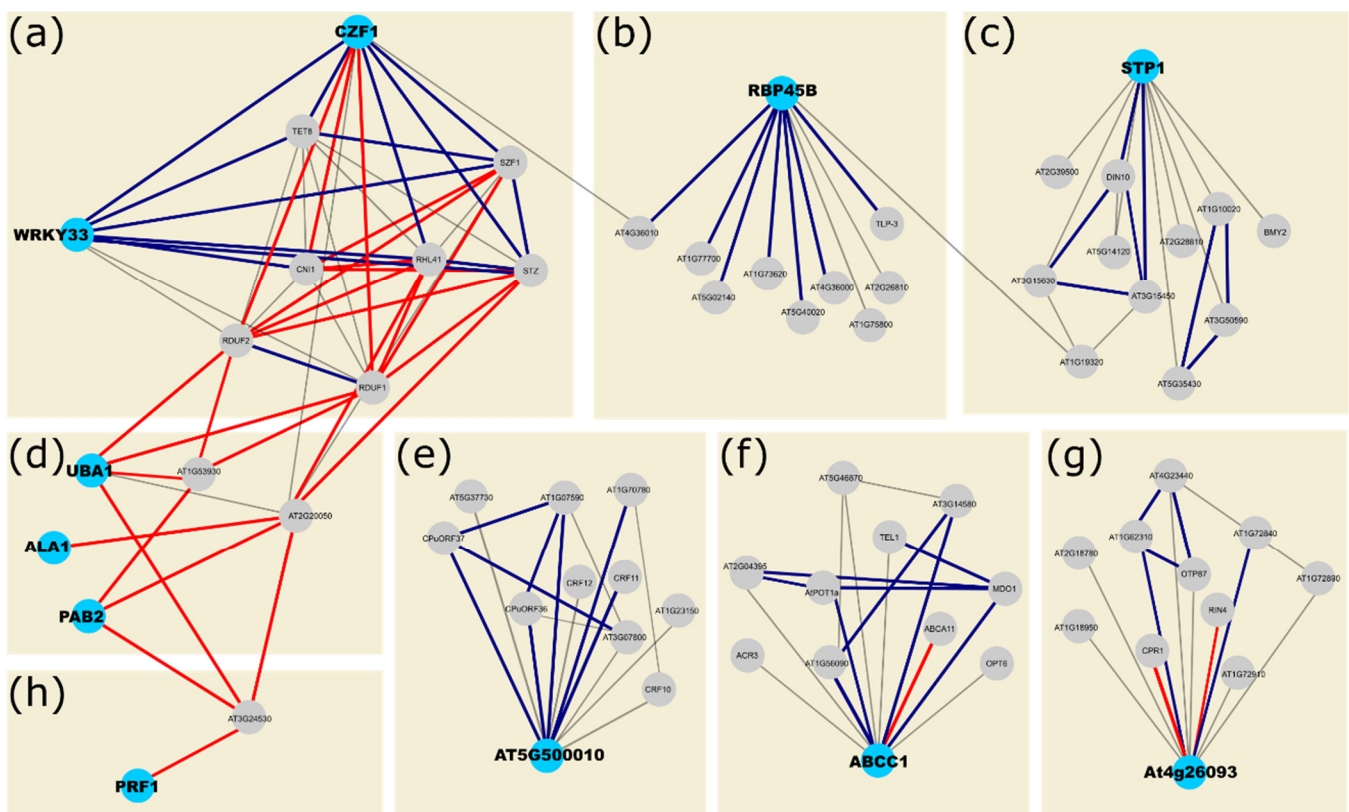 (a)
CZF1
TET8
SZF1
WRKY33
CNI1
RHL41
STZ
RDUF2
RDUF1
(b)
RBP45B
TLP-3
AT4G36010
AT1G77700
AT1G73620
AT4G36000
AT2G26810
AT5G02140
AT5G40020
AT1G75800
(c)
STP1
AT2G39500
DIN10
AT1G10020
BMY2
AT5G14120
AT2G28810
AT3G15630
AT3G15450
AT3G50590
AT1G19320
AT5G35430
(d)
UBA1
AT1G53930
AT2G20050
ALA1
PAB2
(e)
AT5G37730
AT1G07590
AT1G70780
CPuORF37
CRF12
CRF11
CPuORF36
AT1G23150
AT3G07800
CRF10
AT5G500010
(f)
AT5G46870
AT3G14580
TEL1
AT2G04395
AtPOT1a
MDO1
ABCA11
ACR3
AT1G56090
OPT6
ABCC1
(g)
AT4G23440
AT1G62310
AT1G72840
AT2G18780
OTP87
AT1G72890
RIN4
AT1G18950
CPR1
AT1G72910
At4g26093
(h)
AT3G24530
PRF1